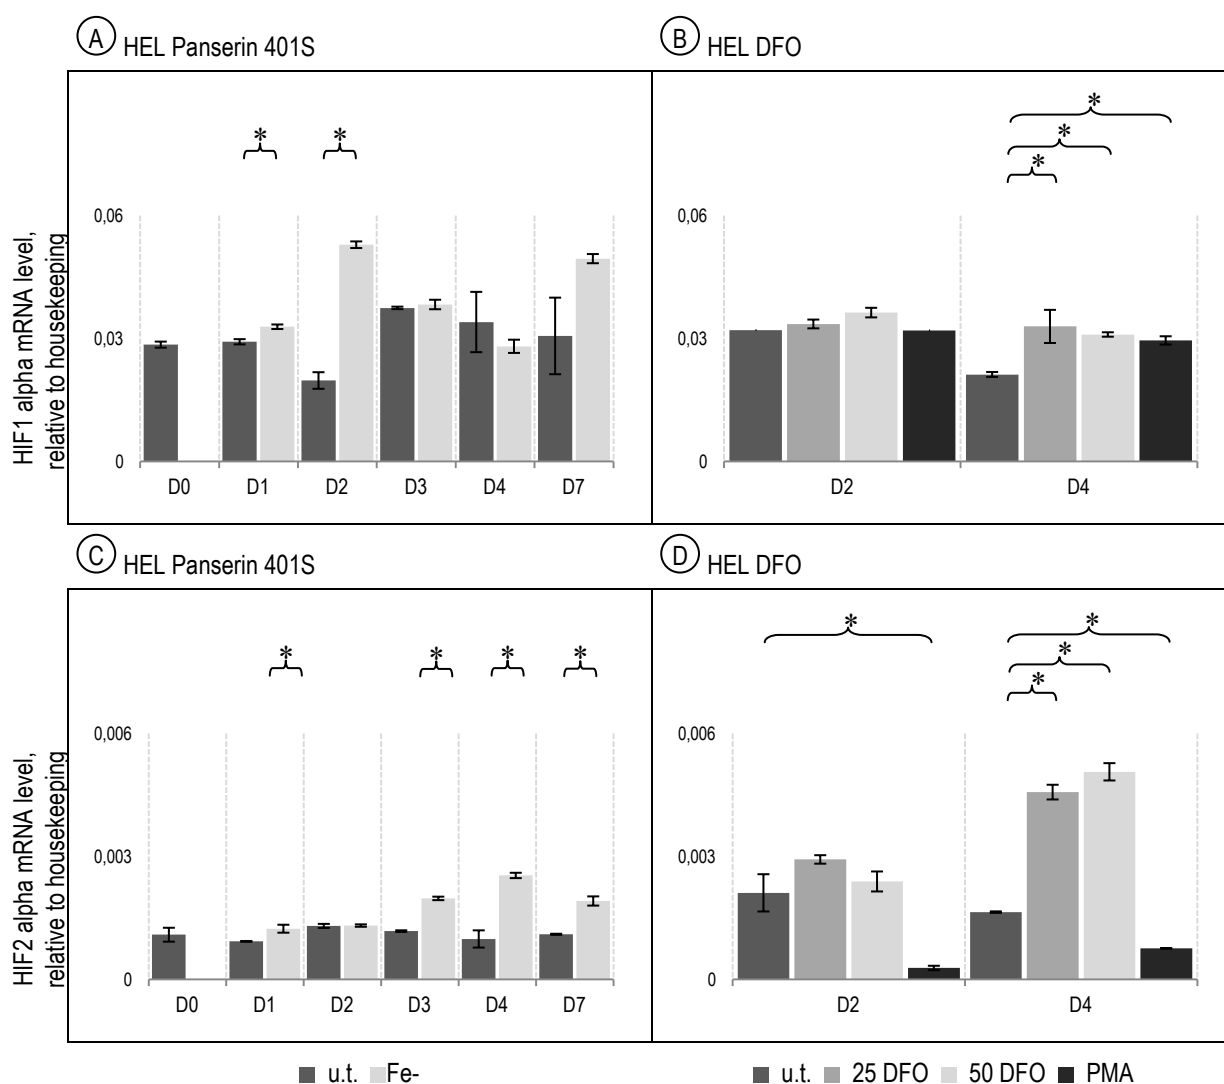 A HEL Panserin 401S
B HEL DFO
* *
*
*
*
HIF1 alpha mRNA level,
relative to housekeeping
0,06
0,03
0
D0 D1 D2 D3 D4 D7
0,06
0,03
0
D2 D4
C HEL Panserin 401S
D HEL DFO
* * * *
* *
*
*
HIF2 alpha mRNA level,
relative to housekeeping
0,006
0,003
0
D0 D1 D2 D3 D4 D7
0,006
0,003
0
D2 D4
u.t. Fe-
u.t. 25 DFO 50 DFO PMA